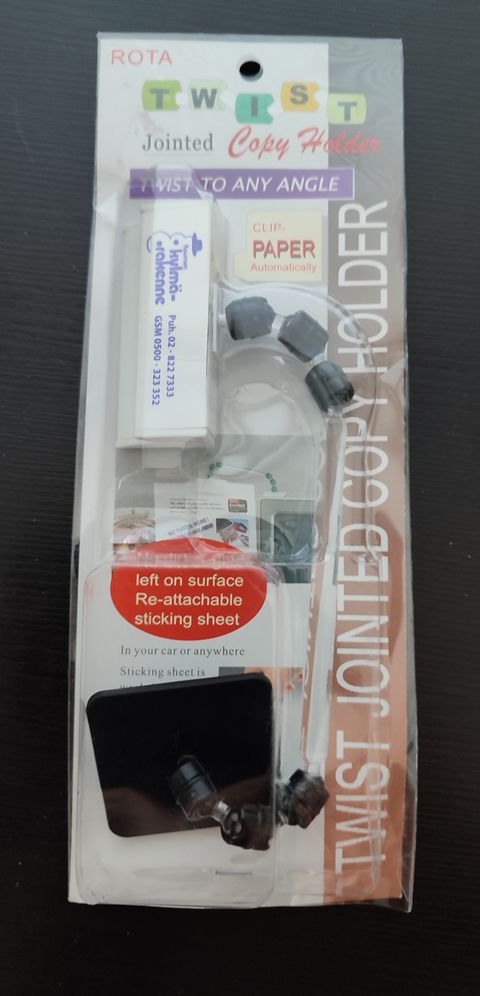 ROTA
TWIST
Jointed Copy Holder
TWIST TO ANY ANGLE
CLIP-
PAPER
Automatically
kylmä=
rakenne
Puh. 02 - 822 7333
GSM 0500 - 323 352
left on surface
Re-attachable
sticking sheet
In your car or anywhere
Sticking sheet is
TWIST JOINTED COPY HOLDER